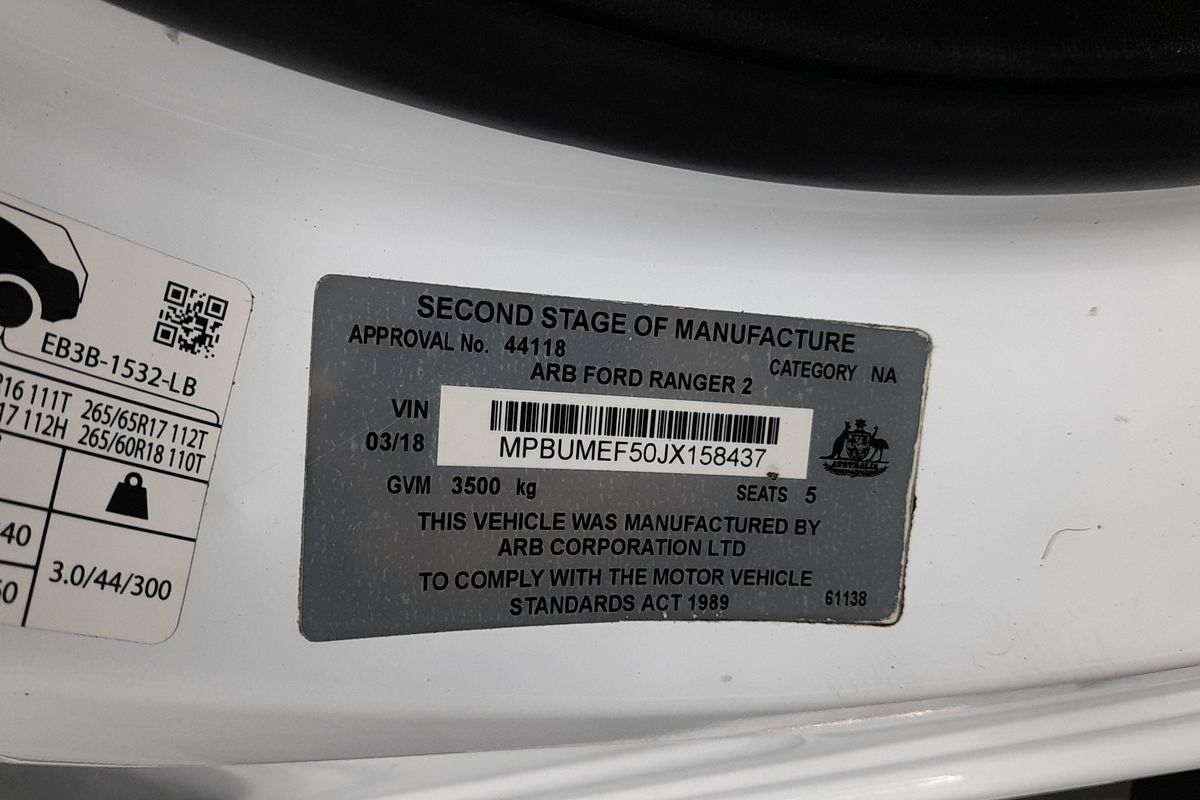 EB3B-1532-LB
R16 111T 265/65R17 112T
17 112H 265/60R18 110T
40
3.0/44/300
SECOND STAGE OF MANUFACTURE
APPROVAL No. 44118
CATEGORY NA
ARB FORD RANGER 2
VIN
03/18
MPBUMEF50JX158437
AUSTRALIA
GVM 3500 kg
SEATS 5
THIS VEHICLE WAS MANUFACTURED BY
ARB CORPORATION LTD
TO COMPLY WITH THE MOTOR VEHICLE
STANDARDS ACT 1989
61138